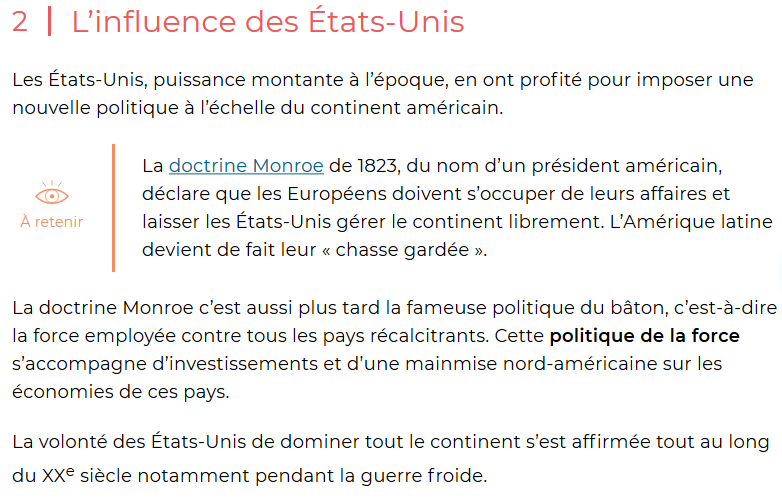 2 | L’influence des États-Unis
Les États-Unis, puissance montante à l’époque, en ont profité pour imposer une
nouvelle politique à l’échelle du continent américain.
À retenir
La doctrine Monroe de 1823, du nom d’un président américain,
déclare que les Européens doivent s’occuper de leurs affaires et
laisser les États-Unis gérer le continent librement. L’Amérique latine
devient de fait leur « chasse gardée ».
La doctrine Monroe c’est aussi plus tard la fameuse politique du bâton, c’est-à-dire
la force employée contre tous les pays récalcitrants. Cette politique de la force
s’accompagne d’investissements et d’une mainmise nord-américaine sur les
économies de ces pays.
La volonté des États-Unis de dominer tout le continent s’est affirmée tout au long
du XXe siècle notamment pendant la guerre froide.